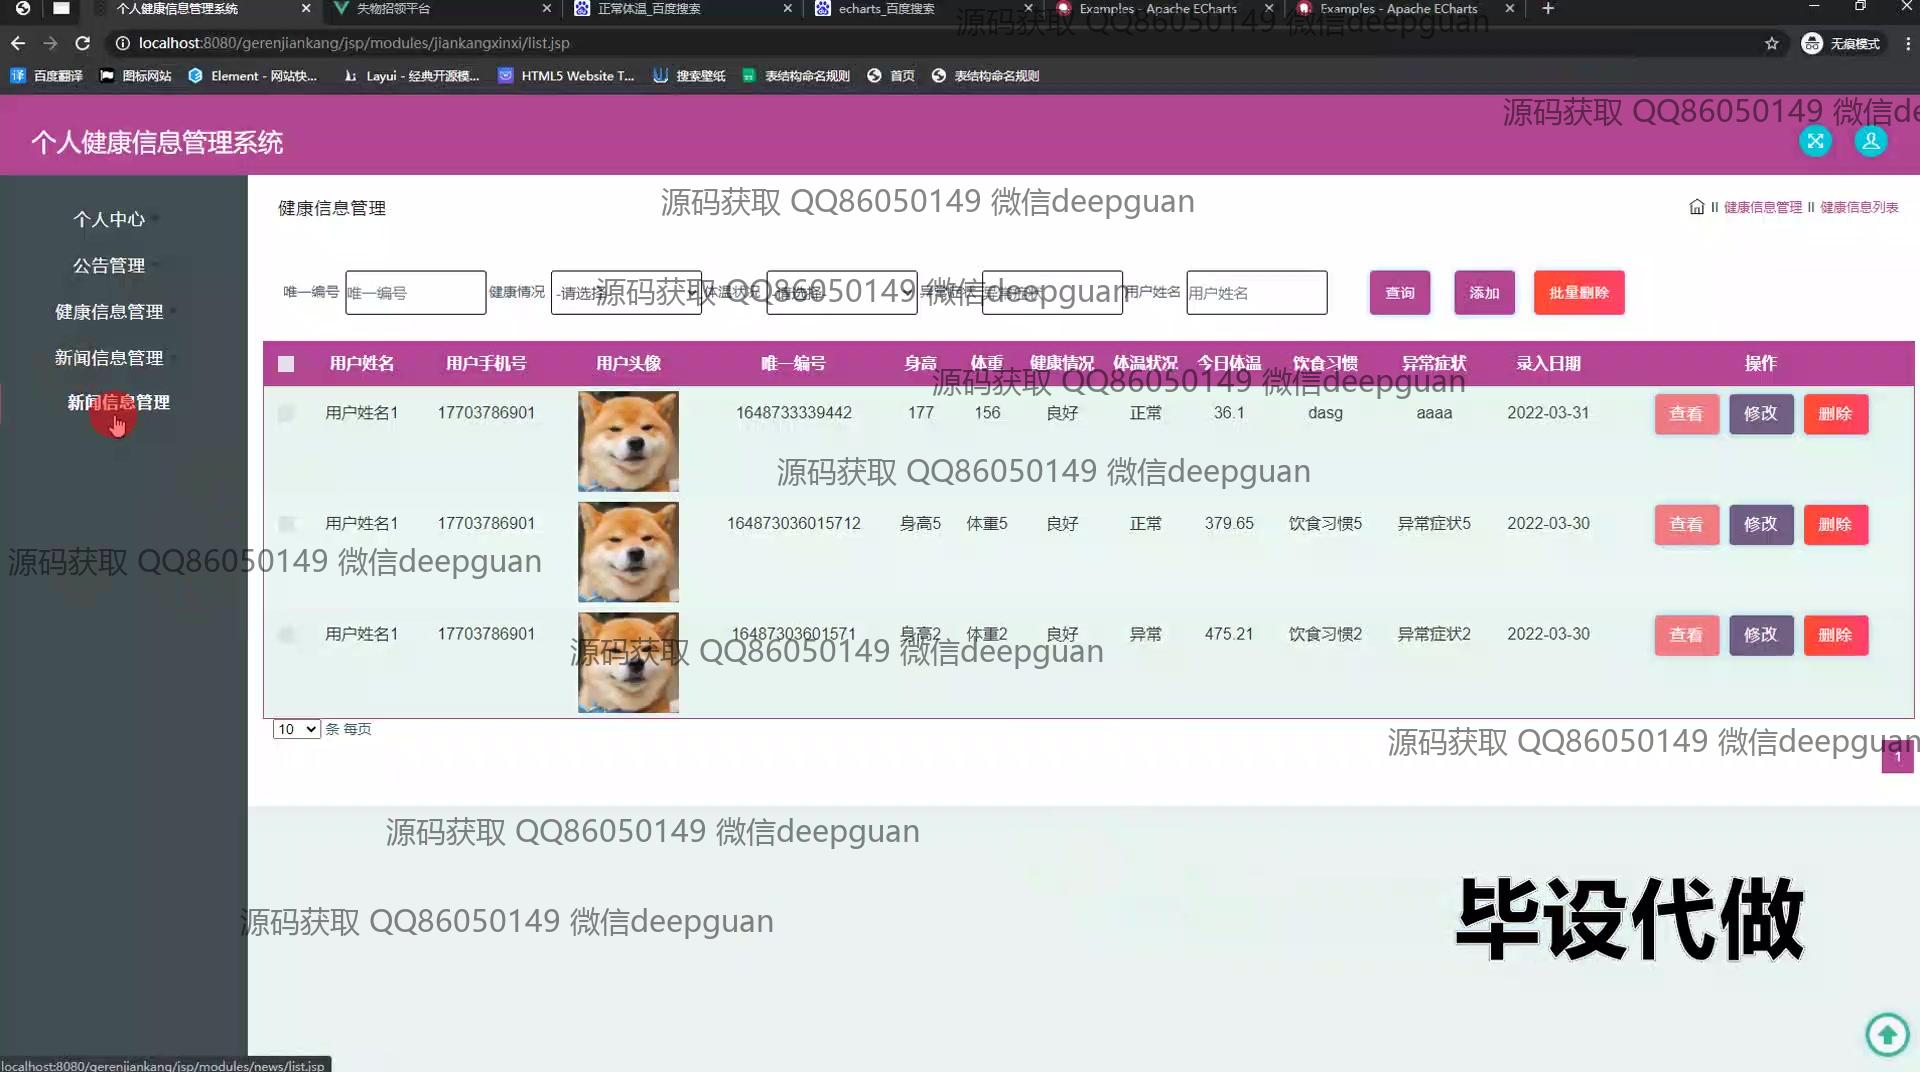 个人健康信息管理系统
失物招领平台
正常体温_百度搜索
echarts_百度搜索
Examples - Apache ECharts
Examples - Apache ECharts
localhost:8080/gerenjiankang/jsp/modules/jiankangxinxi/list.jsp
无痕模式
百度翻译
图标网站
Element - 网站快...
Layui - 经典开源模...
HTML5 Website T...
搜索壁纸
表结构命名规则
首页
表结构命名规则
源码获取 QQ86050149 微信deepguan
源码获取 QQ86050149 微信de
个人健康信息管理系统
个人中心
公告管理
健康信息管理
新闻信息管理
新闻信息管理
健康信息管理
源码获取 QQ86050149 微信deepguan
健康信息管理 健康信息列表
唯一编号 唯一编号 健康情况 -请选择- 体温状况 -请选择- 异常症状 异常症状 用户姓名 用户姓名 查询 添加 批量删除
源码获取 QQ86050149 微信deepguan
用户姓名 用户手机号 用户头像 唯一编号 身高 体重 健康情况 体温状况 今日体温 饮食习惯 异常症状 录入日期 操作
源码获取 QQ86050149 微信deepguan
用户姓名1 17703786901 1648733339442 177 156 良好 正常 36.1 dasg aaaa 2022-03-31 查看 修改 删除
源码获取 QQ86050149 微信deepguan
用户姓名1 17703786901 164873036015712 身高5 体重5 良好 正常 379.65 饮食习惯5 异常症状5 2022-03-30 查看 修改 删除
源码获取 QQ86050149 微信deepguan
用户姓名1 17703786901 16487303601571 身高2 体重2 良好 异常 475.21 饮食习惯2 异常症状2 2022-03-30 查看 修改 删除
源码获取 QQ86050149 微信deepguan
10 条 每页
源码获取 QQ86050149 微信deepguan
1
源码获取 QQ86050149 微信deepguan
源码获取 QQ86050149 微信deepguan
毕设代做
localhost:8080/gerenjiankang/jsp/modules/news/list.jsp